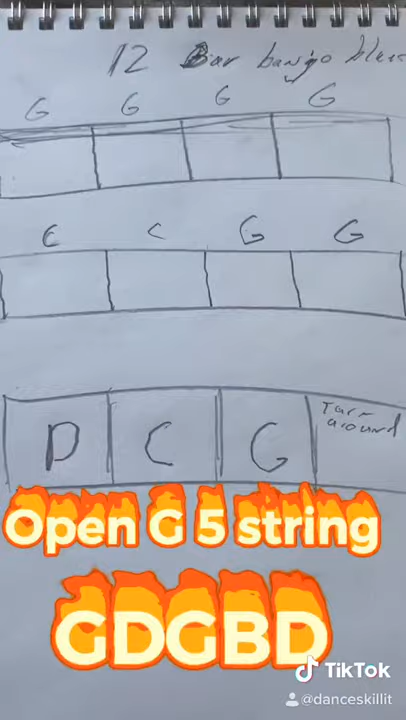 12 Bar banjo blues
G G G G
C C G G
D C G Turn around
Open G 5 string
GDGBD
TikTok
@danceskillit